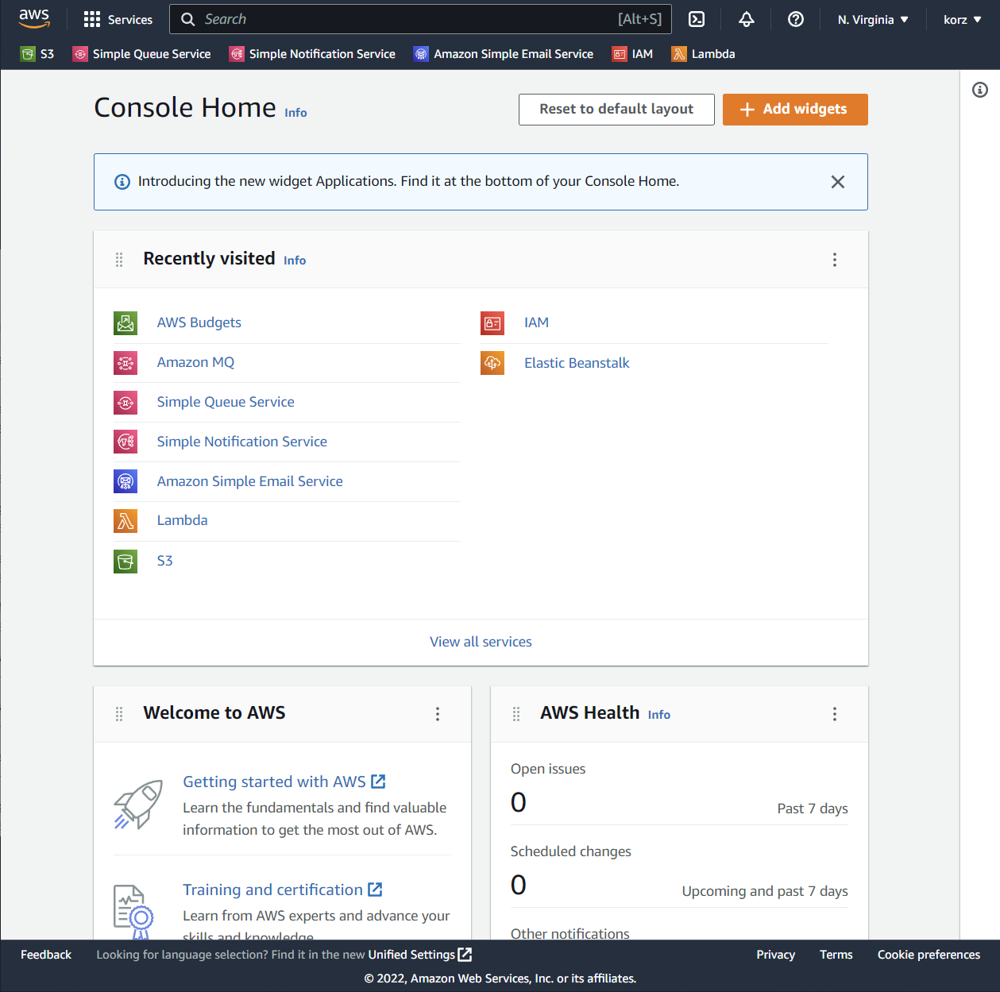 aws
Services
Search [Alt+S]
N. Virginia
korz
S3
Simple Queue Service
Simple Notification Service
Amazon Simple Email Service
IAM
Lambda
Console Home Info
Reset to default layout
Add widgets
Introducing the new widget Applications. Find it at the bottom of your Console Home.
Recently visited Info
AWS Budgets
Amazon MQ
Simple Queue Service
Simple Notification Service
Amazon Simple Email Service
Lambda
S3
IAM
Elastic Beanstalk
View all services
Welcome to AWS
Getting started with AWS
Learn the fundamentals and find valuable
information to get the most out of AWS.
Training and certification
Learn from AWS experts and advance your
skills and knowledge.
AWS Health Info
Open issues
0
Past 7 days
Scheduled changes
0
Upcoming and past 7 days
Other notifications
Feedback
Looking for language selection? Find it in the new Unified Settings
Privacy
Terms
Cookie preferences
© 2022, Amazon Web Services, Inc. or its affiliates.